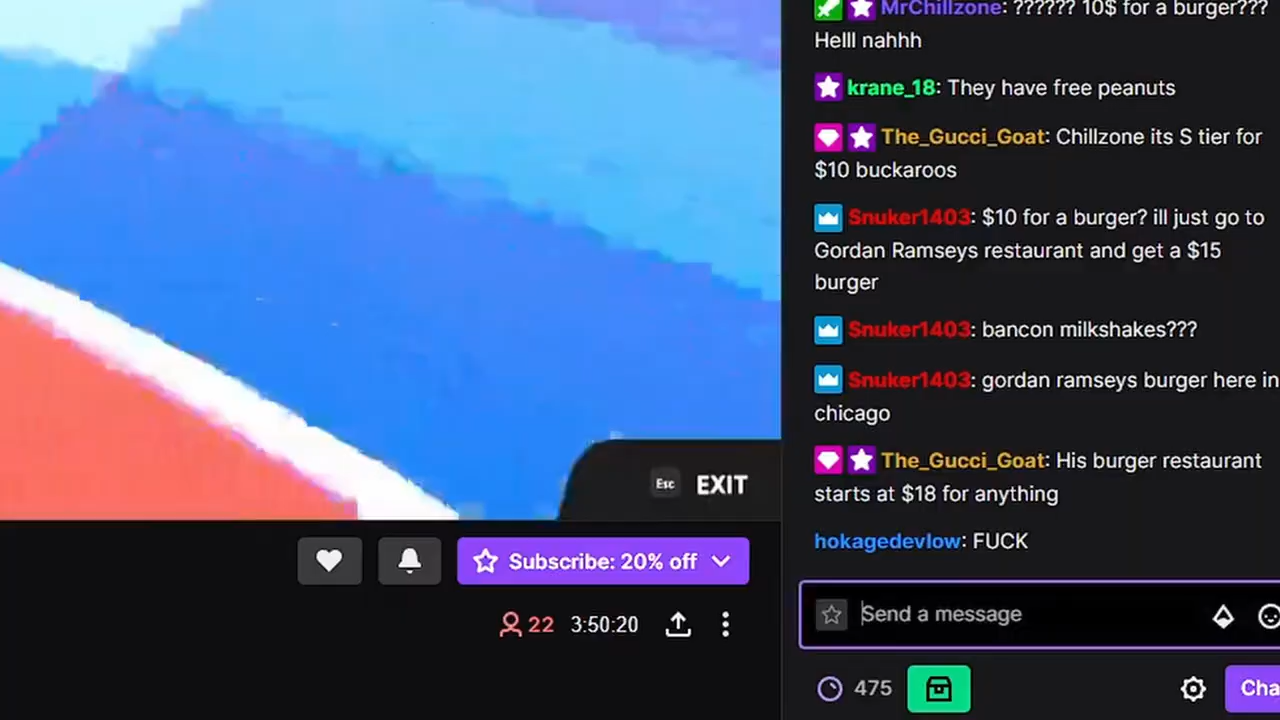 MrChillzone: ?????? 10$ for a burger???
Helll nahhh
krane_18: They have free peanuts
The_Gucci_Goat: Chillzone its S tier for
$10 buckaroos
Snuker1403: $10 for a burger? ill just go to
Gordan Ramseys restaurant and get a $15
burger
Snuker1403: bancon milkshakes???
Snuker1403: gordan ramseys burger here in
chicago
The_Gucci_Goat: His burger restaurant
starts at $18 for anything
hokagedevlow: FUCK
Esc EXIT
Subscribe: 20% off
22 3:50:20
Send a message
475
Cha